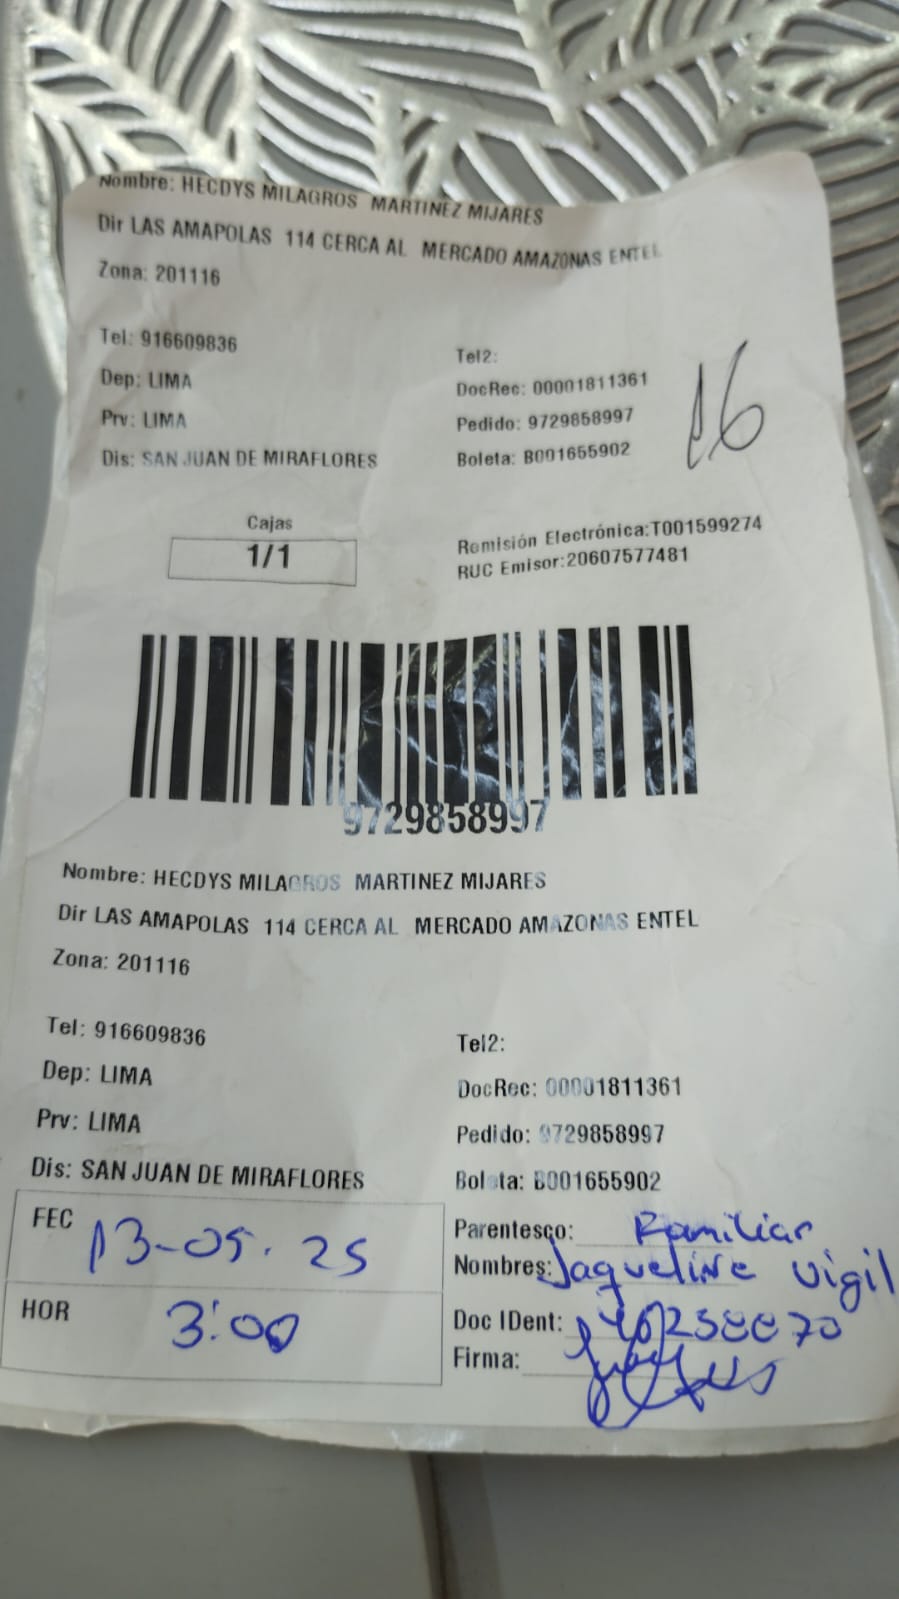 Nombre: HECDYS MILAGROS MARTINEZ MIJARES
Dir LAS AMAPOLAS 114 CERCA AL MERCADO AMAZONAS ENTEL
Zona: 201116
Tel: 916609836
Tel2:
Dep: LIMA
DocRec: 00001811361
Prv: LIMA
Pedido: 9729858997
Dis: SAN JUAN DE MIRAFLORES
Boleta: B001655902
16
Cajas
1/1
Remisión Electrónica:T001599274
RUC Emisor:20607577481
9729858997
Nombre: HECDYS MILAGROS MARTINEZ MIJARES
Dir LAS AMAPOLAS 114 CERCA AL MERCADO AMAZONAS ENTEL
Zona: 201116
Tel: 916609836
Tel2:
Dep: LIMA
DocRec: 00001811361
Prv: LIMA
Pedido: 9729858997
Dis: SAN JUAN DE MIRAFLORES
Boleta: B001655902
FEC 13-05. 25
Parentesco: Familiar
Nombres: Jaqueline Vigil
HOR 3:00
Doc IDent:
Firma: